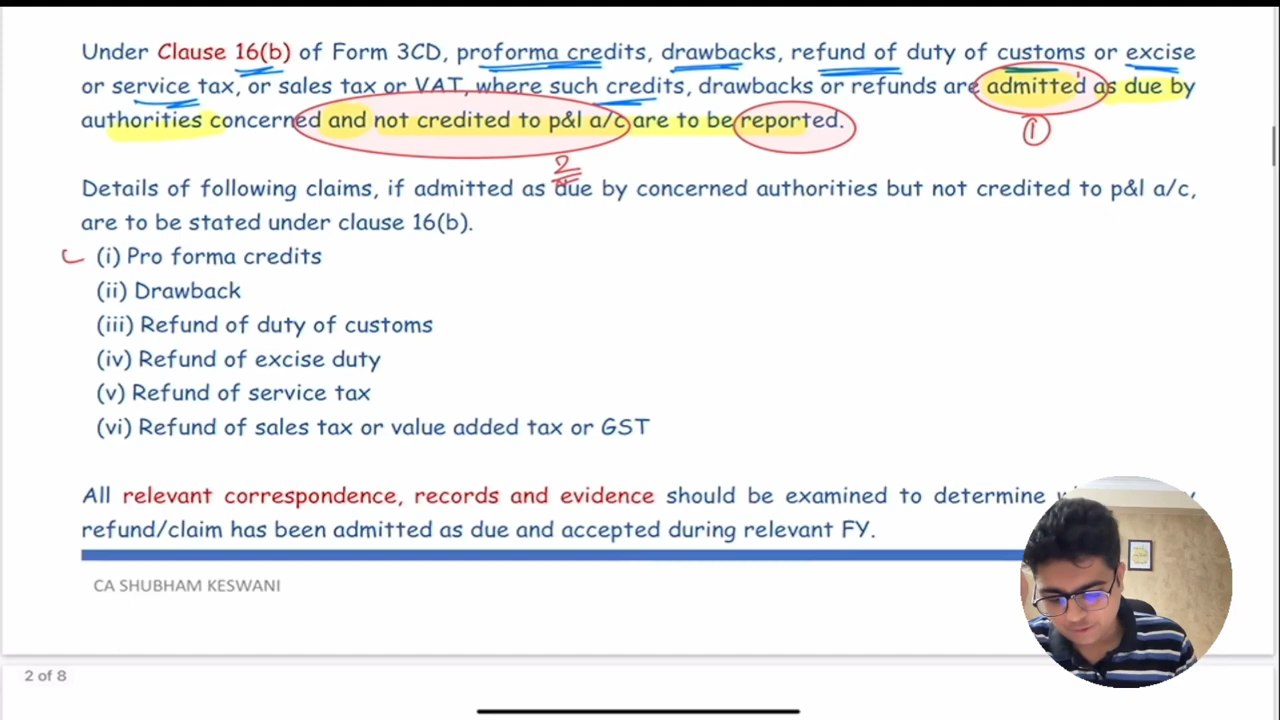 Under Clause 16(b) of Form 3CD, proforma credits, drawbacks, refund of duty of customs or excise
or service tax, or sales tax or VAT, where such credits, drawbacks or refunds are admitted as due by
authorities concerned and not credited to p&l a/c are to be reported.
1
2
Details of following claims, if admitted as due by concerned authorities but not credited to p&l a/c,
are to be stated under clause 16(b).
(i) Pro forma credits
(ii) Drawback
(iii) Refund of duty of customs
(iv) Refund of excise duty
(v) Refund of service tax
(vi) Refund of sales tax or value added tax or GST
All relevant correspondence, records and evidence should be examined to determine
refund/claim has been admitted as due and accepted during relevant FY.
CA SHUBHAM KESWANI
2 of 8